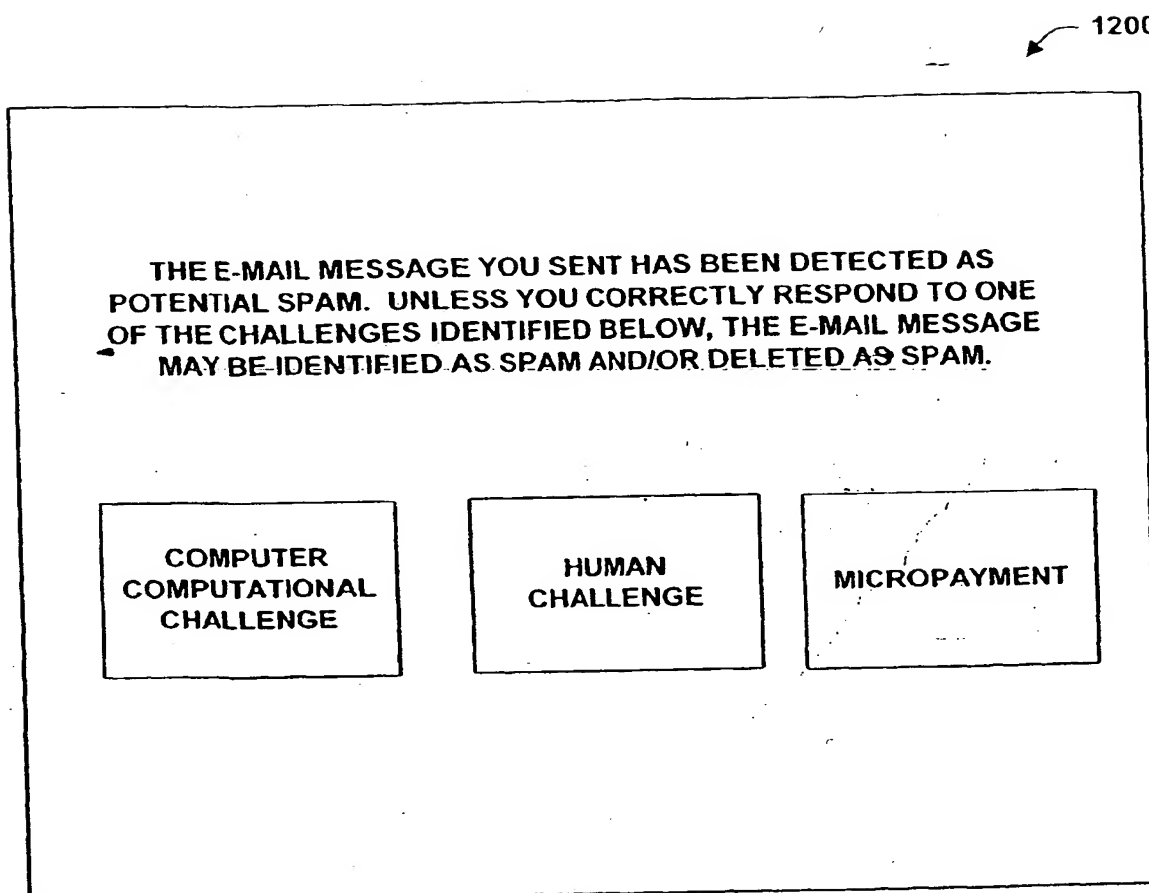 1200
THE E-MAIL MESSAGE YOU SENT HAS BEEN DETECTED AS
POTENTIAL SPAM. UNLESS YOU CORRECTLY RESPOND TO ONE
OF THE CHALLENGES IDENTIFIED BELOW, THE E-MAIL MESSAGE
MAY BE IDENTIFIED AS SPAM AND/OR DELETED AS SPAM.
COMPUTER
COMPUTATIONAL
CHALLENGE
HUMAN
CHALLENGE
MICROPAYMENT